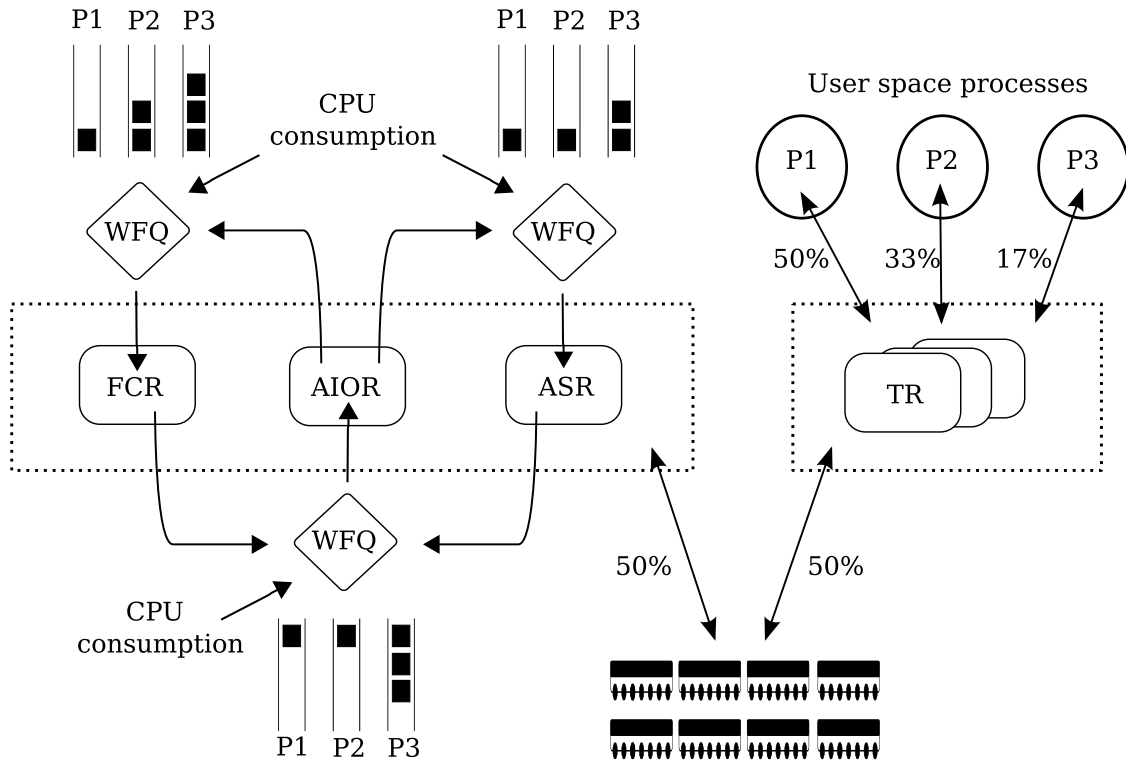 P1 P2 P3
P1 P2 P3
CPU
consumption
User space processes
P1 P2 P3
WFQ
WFQ
50% 33% 17%
FCR AIOR ASR
TR
WFQ
50% 50%
CPU
consumption
P1 P2 P3